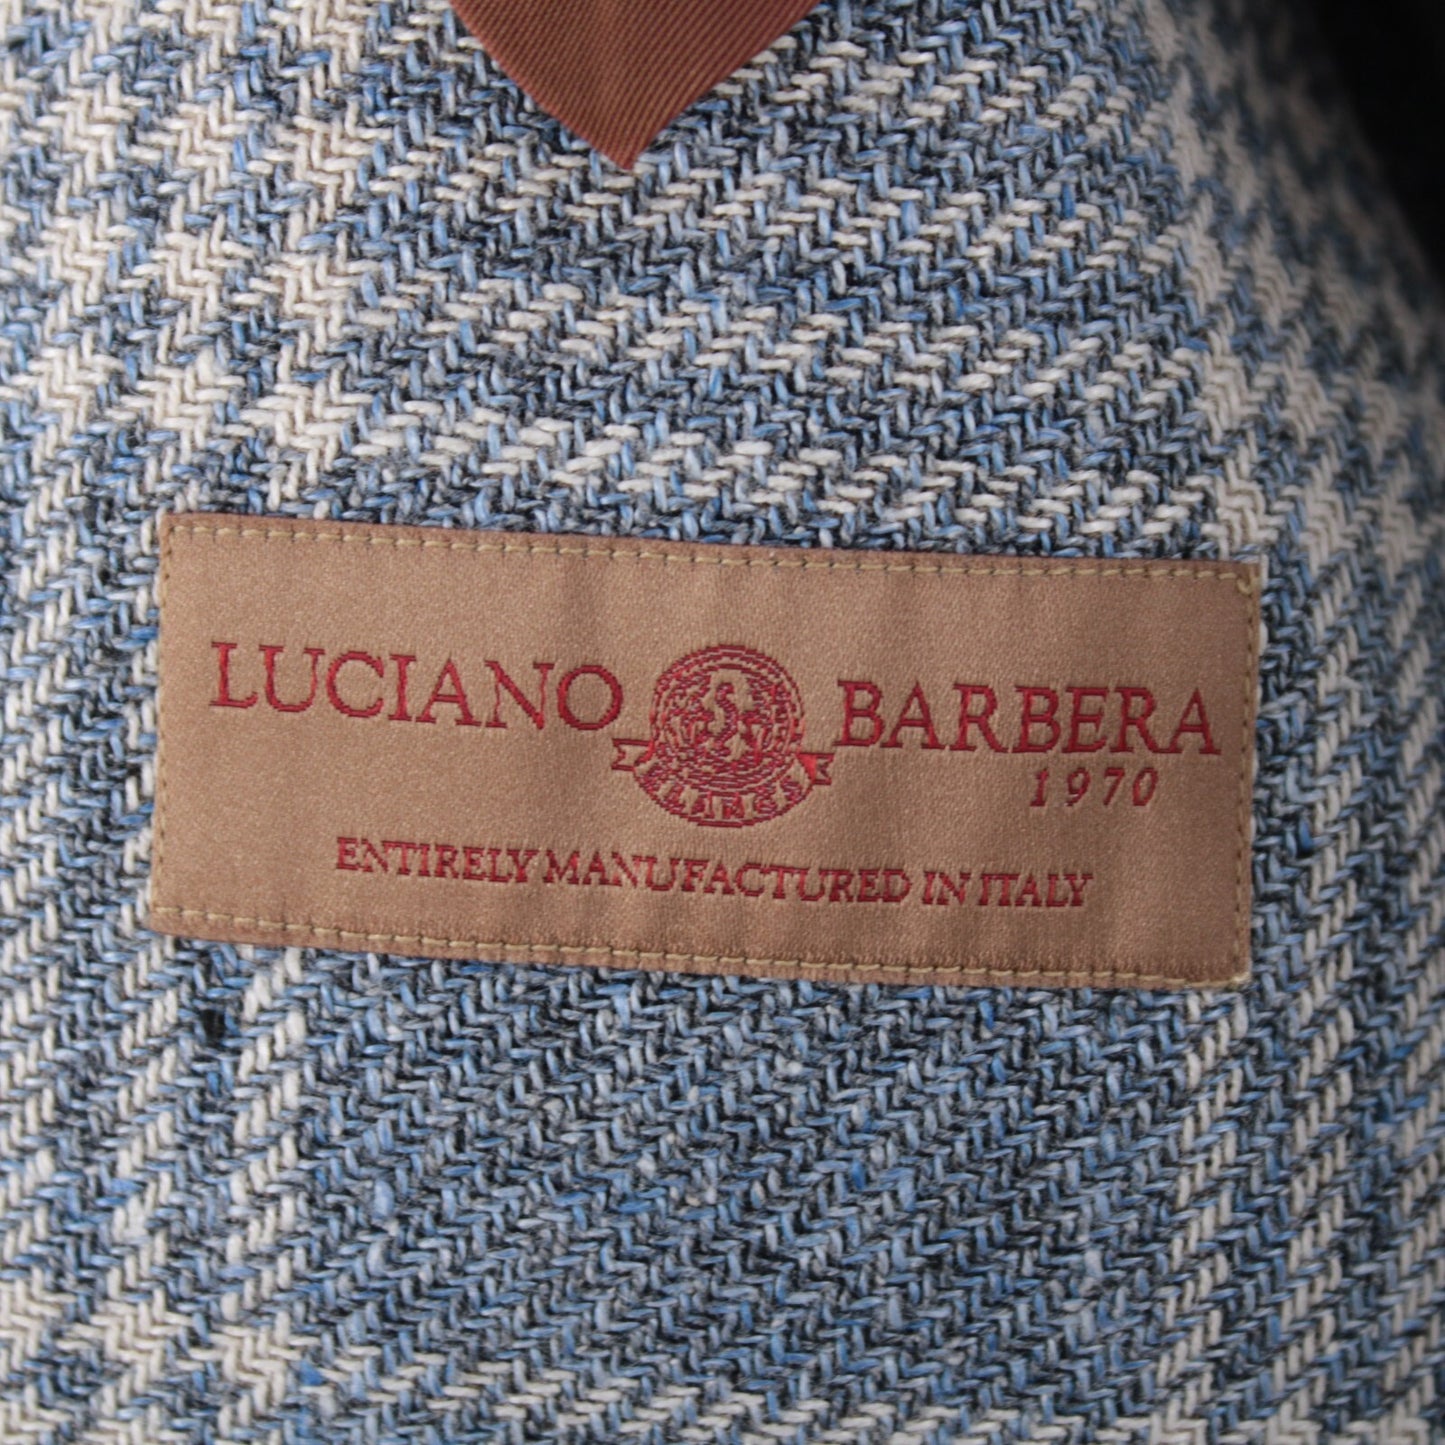 LUCIANO BARBERA
1970
ENTIRELY MANUFACTURED IN ITALY